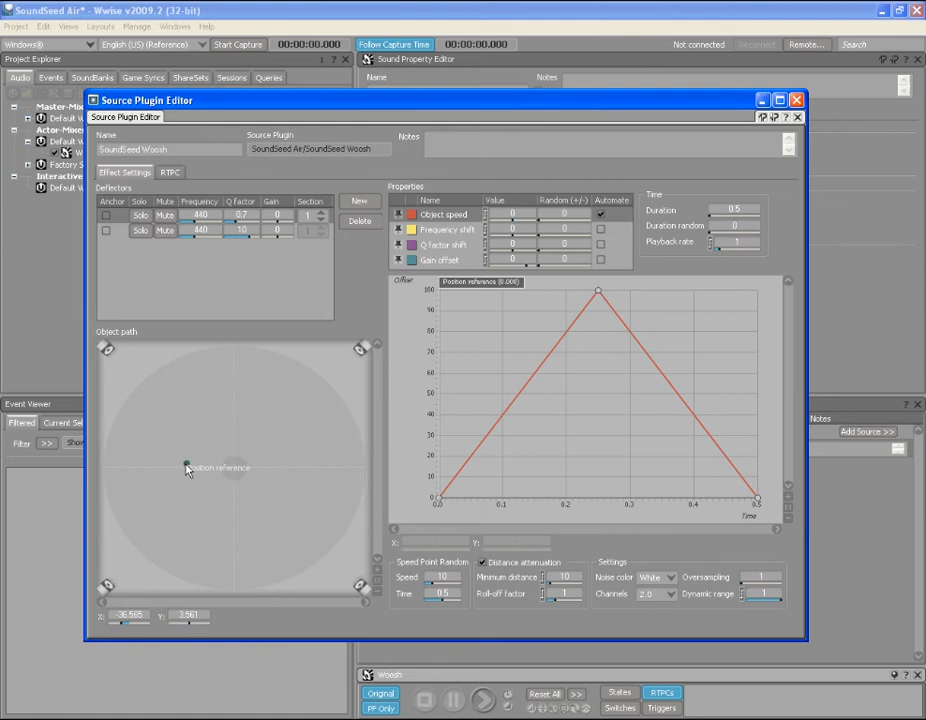 SoundSeed Air* - Wwise v2009.2 (32-bit)
Project Edit Views Layouts Manage Windows Help
Windows® English (US) (Reference) Start Capture 00:00:00.000 Follow Capture Time 00:00:00.000 Not connected Reconnect Remote... Search
Project Explorer
Sound Property Editor
Audio Events SoundBanks Game Syncs ShareSets Sessions Queries
Name Notes
Master-Mix
Default W
Actor-Mixer
Default W
W
Factory S
Interactive
Default W
Source Plugin Editor
Source Plugin Editor
Name Source Plugin Notes
SoundSeed Woosh SoundSeed Air/SoundSeed Woosh
Effect Settings RTPC
Deflectors
Anchor Solo Mute Frequency Q factor Gain Section
Solo Mute 440 0.7 0 1
Solo Mute 440 10 0 1
New
Delete
Properties
Name Value Random (+/-) Automate
Object speed 0 0
Frequency shift 0 0
Q factor shift 0 0
Gain offset 0 0
Time
Duration 0.5
Duration random 0
Playback rate 1
Offset Position reference (0.000)
100
90
80
70
60
50
40
30
20
10
0
0.0 0.1 0.2 0.3 0.4 0.5
Time
X: Y:
Object path
Position reference
X: -36.565 Y: 3.561
Speed Point Random
Speed 10
Time 0.5
Distance attenuation
Minimum distance 10
Roll-off factor 1
Settings
Noise color White Oversampling 1
Channels 2.0 Dynamic range 1
Event Viewer
Filtered Current Sel
Filter >> Show
Notes
Add Source >>
Woosh
Original
PF Only
Reset All >>
States RTPCs
Switches Triggers